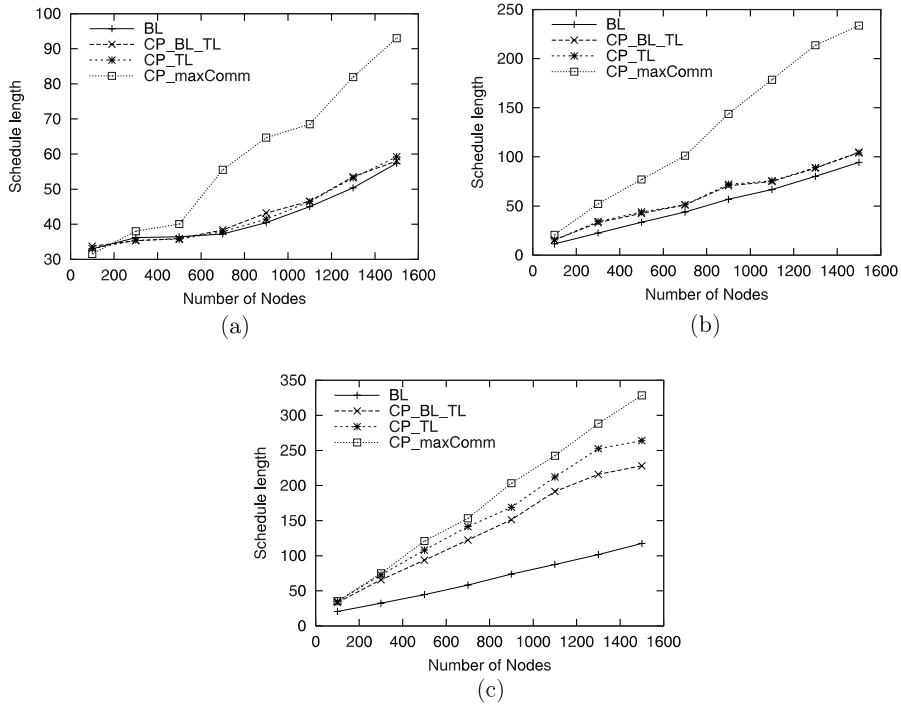 100
90
80
70
60
50
40
30
Schedule length
BL
CP_BL_TL
CP_TL
CP_maxComm
0 200 400 600 800 1000 1200 1400 1600
Number of Nodes
(a)
250
200
150
100
50
0
Schedule length
BL
CP_BL_TL
CP_TL
CP_maxComm
0 200 400 600 800 1000 1200 1400 1600
Number of Nodes
(b)
350
300
250
200
150
100
50
0
Schedule length
BL
CP_BL_TL
CP_TL
CP_maxComm
0 200 400 600 800 1000 1200 1400 1600
Number of Nodes
(c)